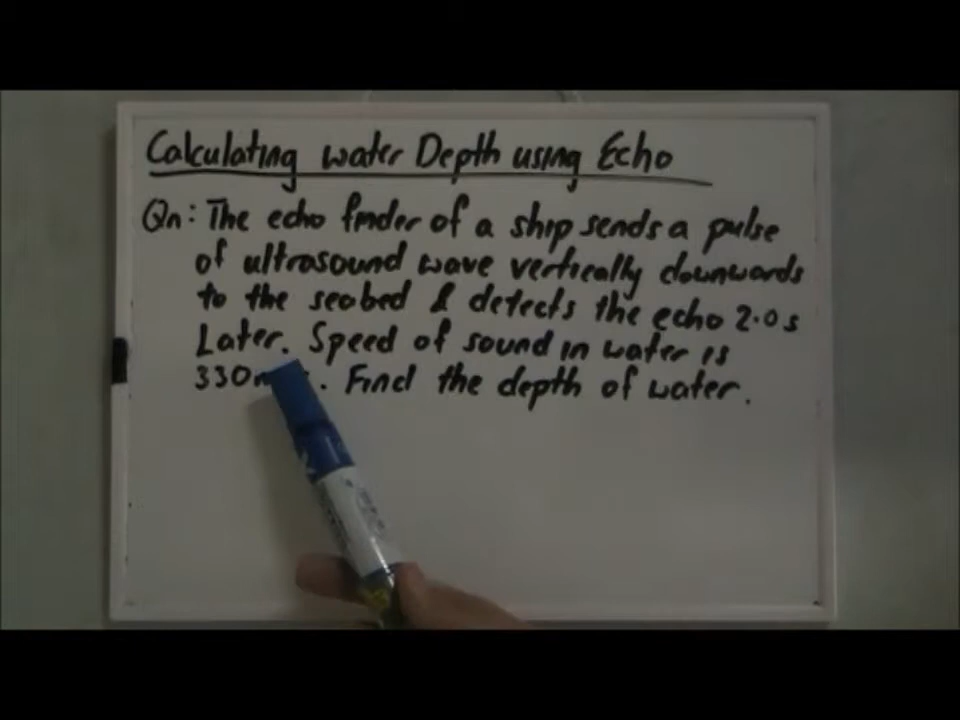 Calculating water Depth using Echo
Qn: The echo finder of a ship sends a pulse
of ultrasound wave vertically downwards
to the seabed & detects the echo 2.0s
Later. Speed of sound in water is
330m . Find the depth of water.